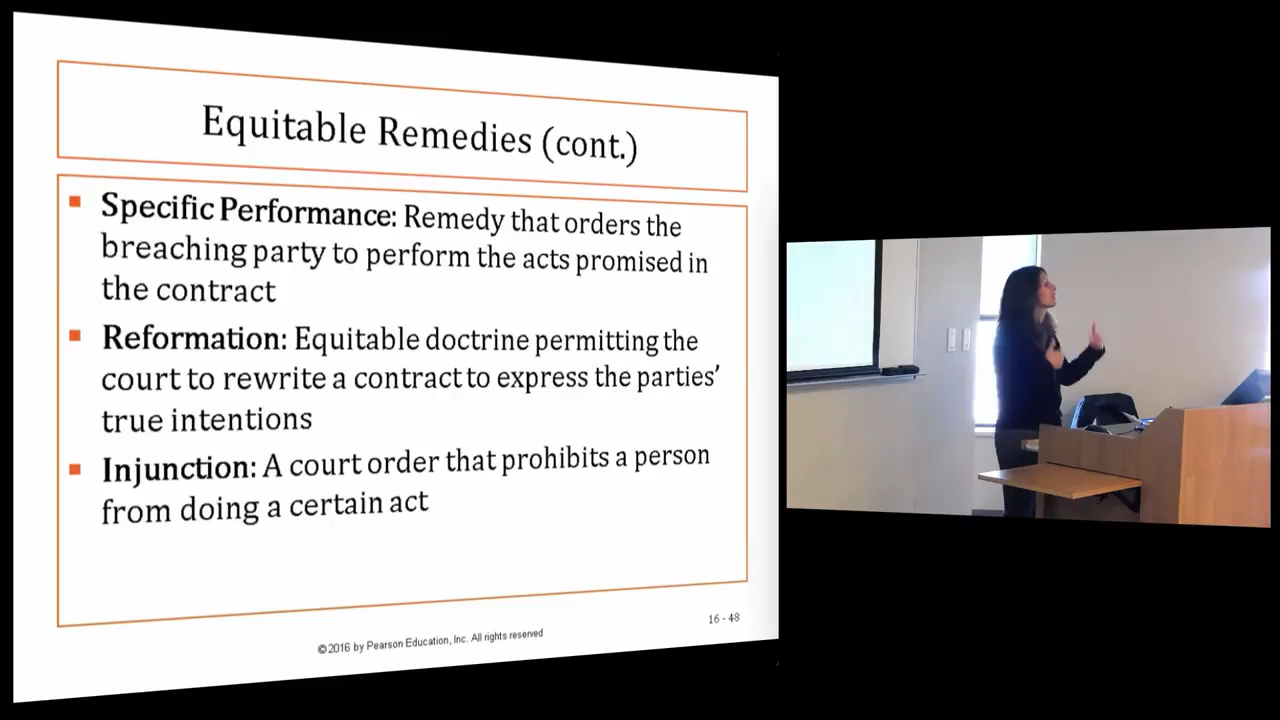 Equitable Remedies (cont.)
▪ Specific Performance: Remedy that orders the
breaching party to perform the acts promised in
the contract
▪ Reformation: Equitable doctrine permitting the
court to rewrite a contract to express the parties’
true intentions
▪ Injunction: A court order that prohibits a person
from doing a certain act
16 - 48
©2016 by Pearson Education, Inc. All rights reserved